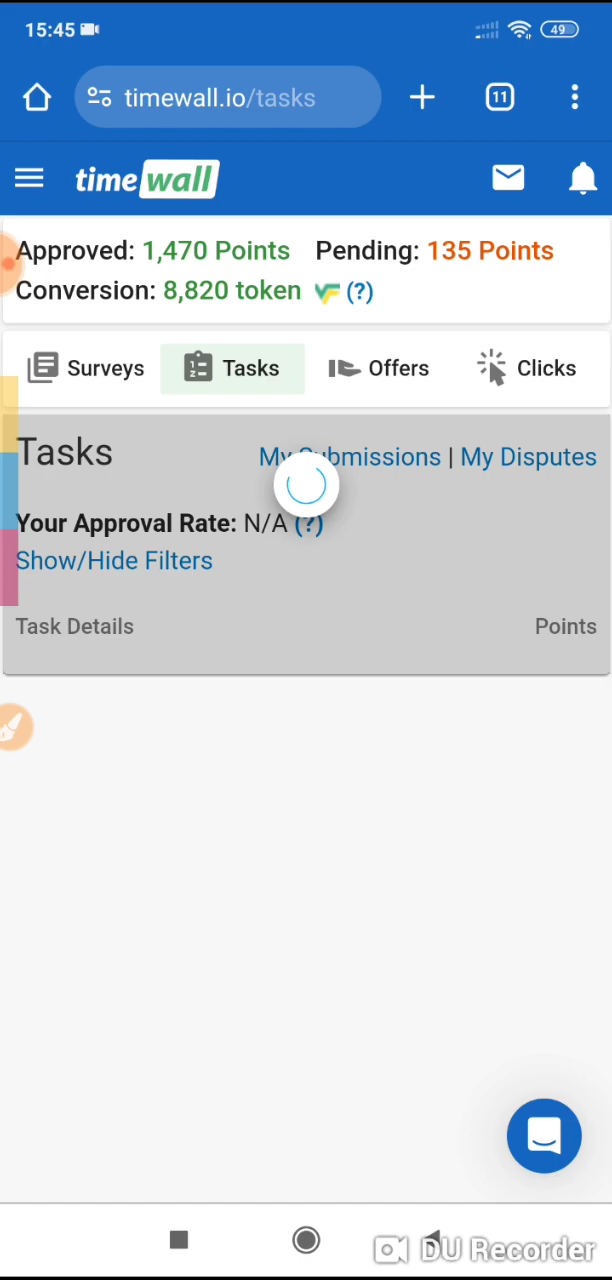 15:45 49
timewall.io/tasks 11
time wall
Approved: 1,470 Points Pending: 135 Points
Conversion: 8,820 token (?)
Surveys Tasks Offers Clicks
Tasks My Submissions | My Disputes
Your Approval Rate: N/A (?)
Show/Hide Filters
Task Details Points
DU Recorder